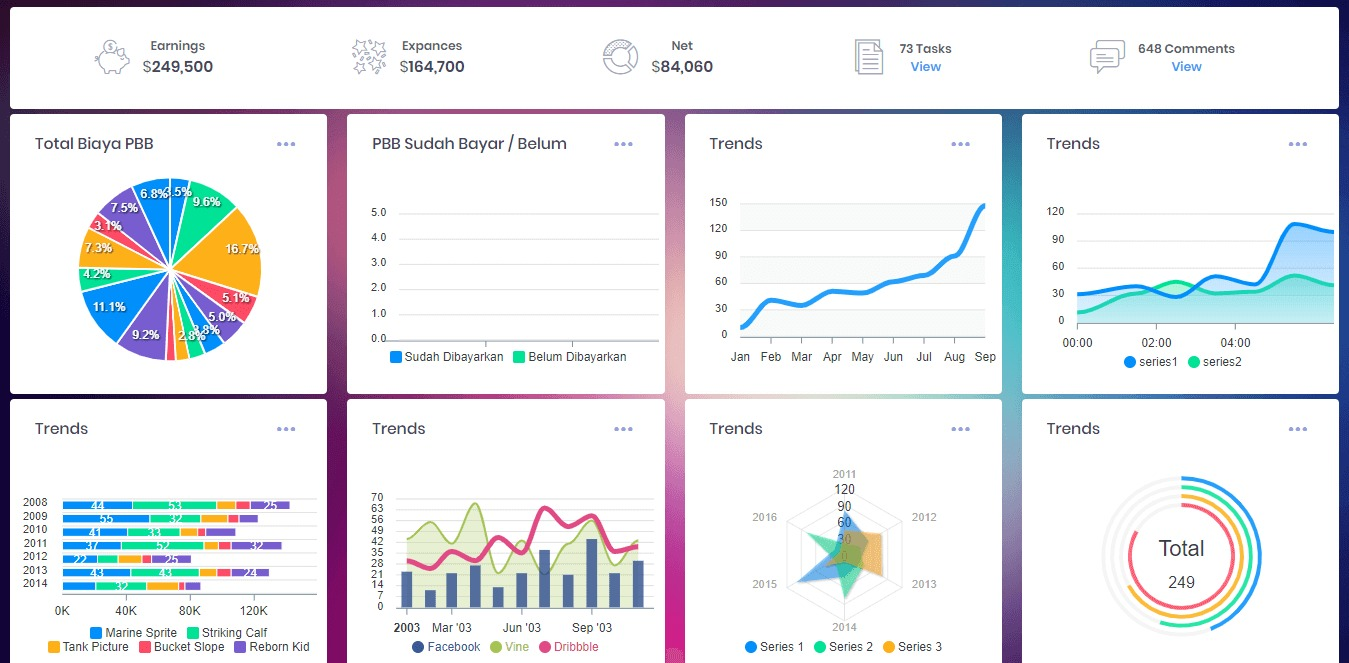 Earnings
$249,500
Expances
$164,700
Net
$84,060
73 Tasks
View
648 Comments
View
Total Biaya PBB
6.8% 3.5%
9.6%
7.5%
3.1%
16.7%
7.3%
4.2%
5.1%
11.1%
5.0%
3.8%
2.8%
9.2%
PBB Sudah Bayar / Belum
5.0
4.0
3.0
2.0
1.0
0.0
Sudah Dibayarkan Belum Dibayarkan
Trends
150
120
90
60
30
0
Jan Feb Mar Apr May Jun Jul Aug Sep
Trends
120
90
60
30
0
00:00 02:00 04:00
series1 series2
Trends
2008 44 53 25
2009 55 32
2010 41 33
2011 37 52 32
2012 22 25
2013 43 43 24
2014 32
0K 40K 80K 120K
Marine Sprite Striking Calf
Tank Picture Bucket Slope Reborn Kid
Trends
70
63
56
49
42
35
28
21
14
7
0
2003 Mar '03 Jun '03 Sep '03
Facebook Vine Dribbble
Trends
2011
120
90
60
30
0
2016 2012
2015 2013
2014
Series 1 Series 2 Series 3
Trends
Total
249